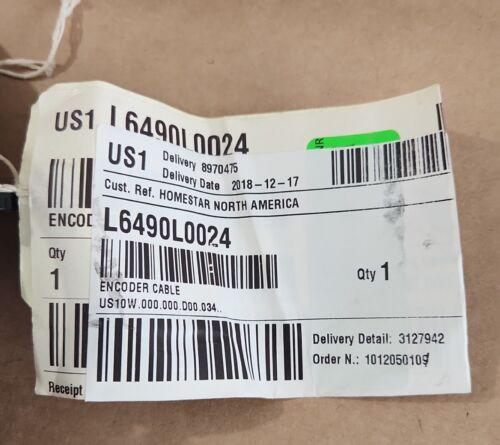 US1 L6490L0024
US1 Delivery 8970475
Delivery Date 2018-12-17
Cust. Ref. HOMESTAR NORTH AMERICA
L6490L0024
ENCODER CABLE
US10W.000.000.D00.034..
Qty 1
Delivery Detail: 3127942
Order N.: 1012050109
ENCOD
Qty
1
Receipt